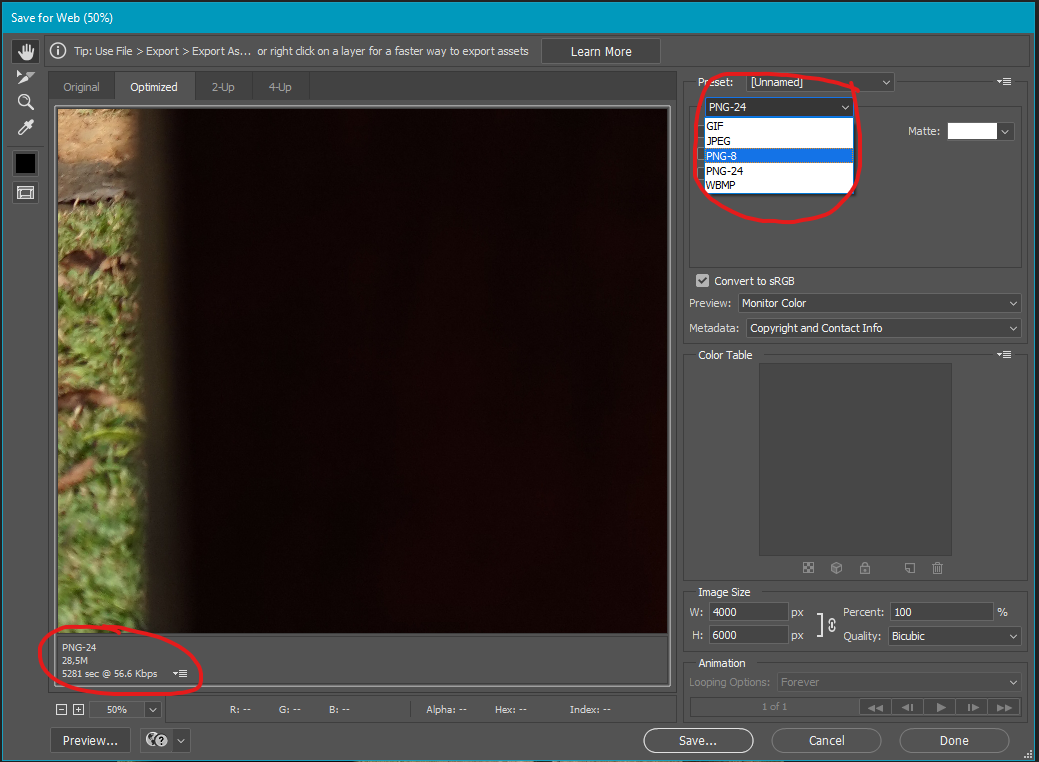 Save for Web (50%)
Tip: Use File > Export > Export As... or right click on a layer for a faster way to export assets
Learn More
Original
Optimized
2-Up
4-Up
Preset:
[Unnamed]
PNG-24
GIF
JPEG
PNG-8
PNG-24
WBMP
Matte:
Convert to sRGB
Preview:
Monitor Color
Metadata:
Copyright and Contact Info
Color Table
Image Size
W:
4000
px
Percent:
100
%
H:
6000
px
Quality:
Bicubic
Animation
Looping Options:
Forever
1 of 1
PNG-24
28,5M
5281 sec @ 56.6 Kbps
50%
R: --
G: --
B: --
Alpha: --
Hex: --
Index: --
Preview...
Save...
Cancel
Done